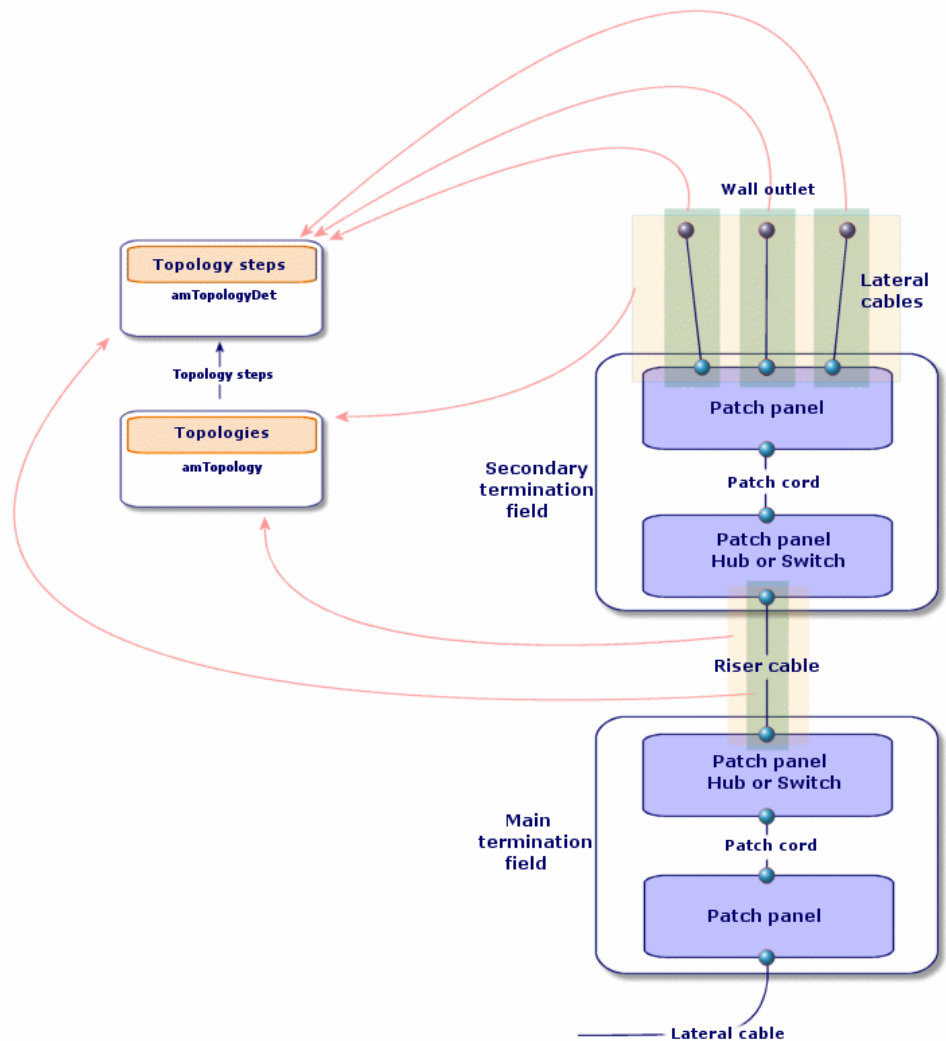 Wall outlet
Topology steps
amTopologyDet
Lateral
cables
Topology steps
Topologies
amTopology
Patch panel
Secondary
termination
field
Patch cord
Patch panel
Hub or Switch
Riser cable
Patch panel
Hub or Switch
Main
termination
field
Patch cord
Patch panel
Lateral cable